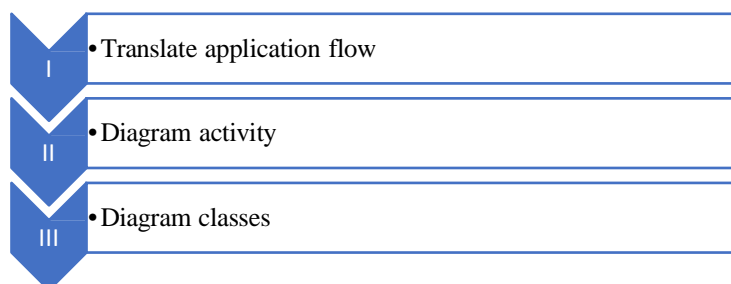 I
• Translate application flow
II
• Diagram activity
III
• Diagram classes